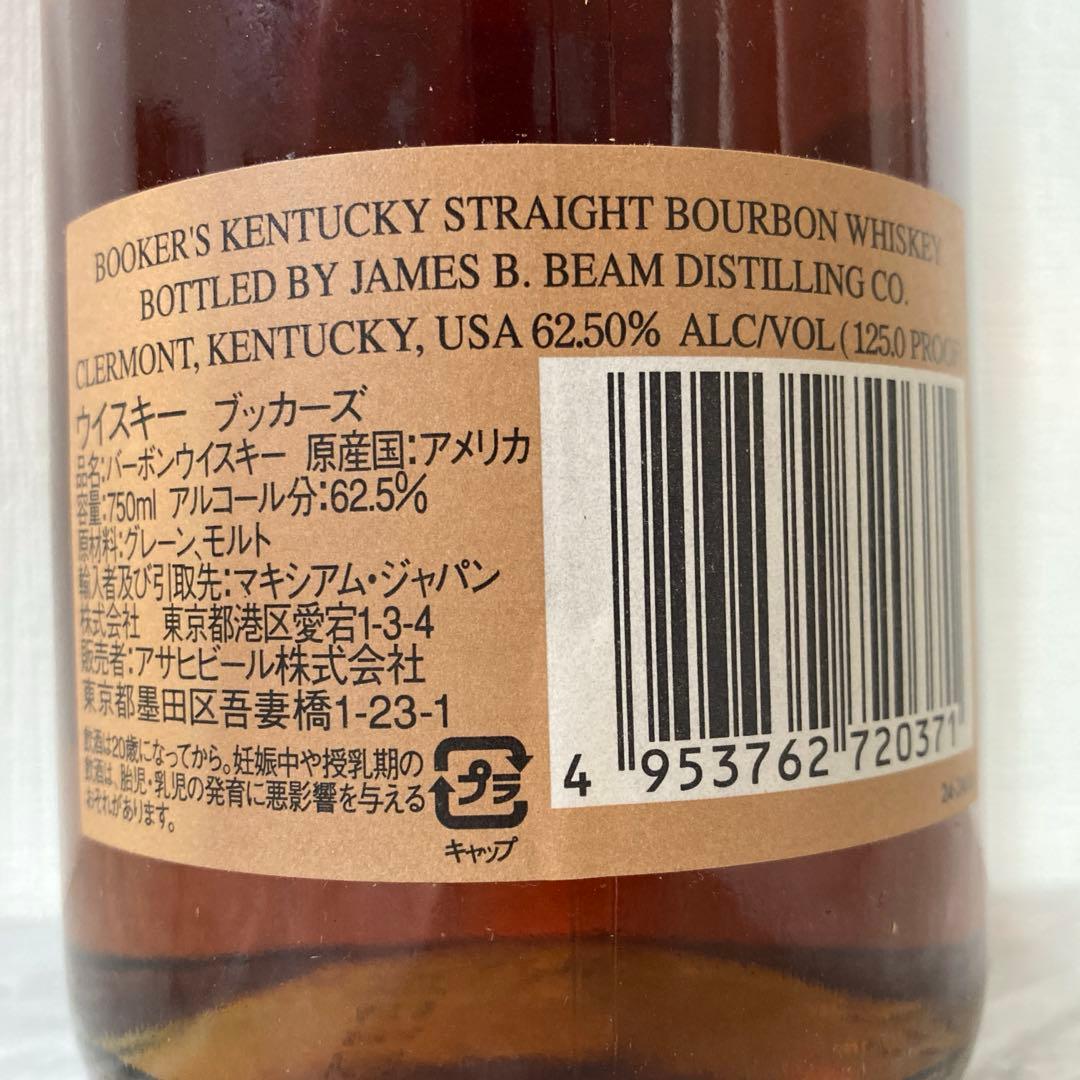 BOOKER'S KENTUCKY STRAIGHT BOURBON WHISKEY
BOTTLED BY JAMES B. BEAM DISTILLING CO.
CLERMONT, KENTUCKY, USA 62.50% ALC/VOL (125.0 PROOF
ウイスキー ブッカーズ
品名:バーボンウイスキー 原産国:アメリカ
容量:750ml アルコール分:62.5%
原材料:グレーン、モルト
輸入者及び引取先:マキシアム・ジャパン
株式会社 東京都港区愛宕1-3-4
販売者:アサヒビール株式会社
東京都墨田区吾妻橋1-23-1
飲酒は20歳になってから。妊娠中や授乳期の
飲酒は、胎児・乳児の発育に悪影響を与える
おそれがあります。
プラ
キャップ
4 953762 720371